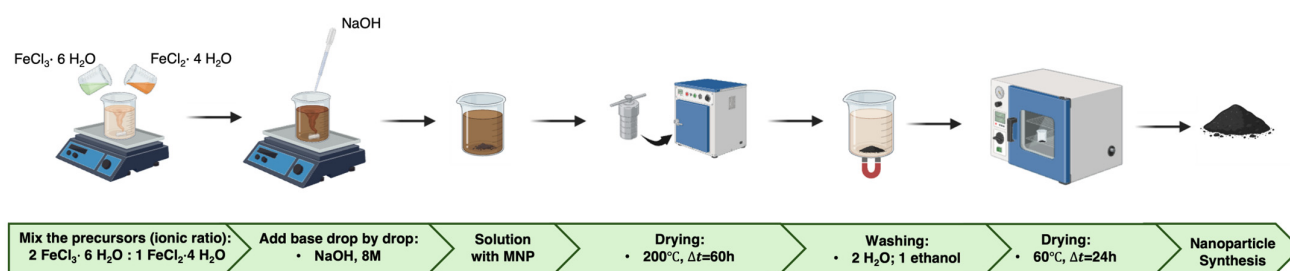 NaOH
FeCl₃· 6 H₂O
FeCl₂· 4 H₂O
Mix the precursors (ionic ratio):
2 FeCl₃· 6 H₂O : 1 FeCl₂·4 H₂O
Add base drop by drop:
• NaOH, 8M
Solution
with MNP
Drying:
• 200℃, Δt=60h
Washing:
• 2 H₂O; 1 ethanol
Drying:
• 60℃, Δt=24h
Nanoparticle
Synthesis